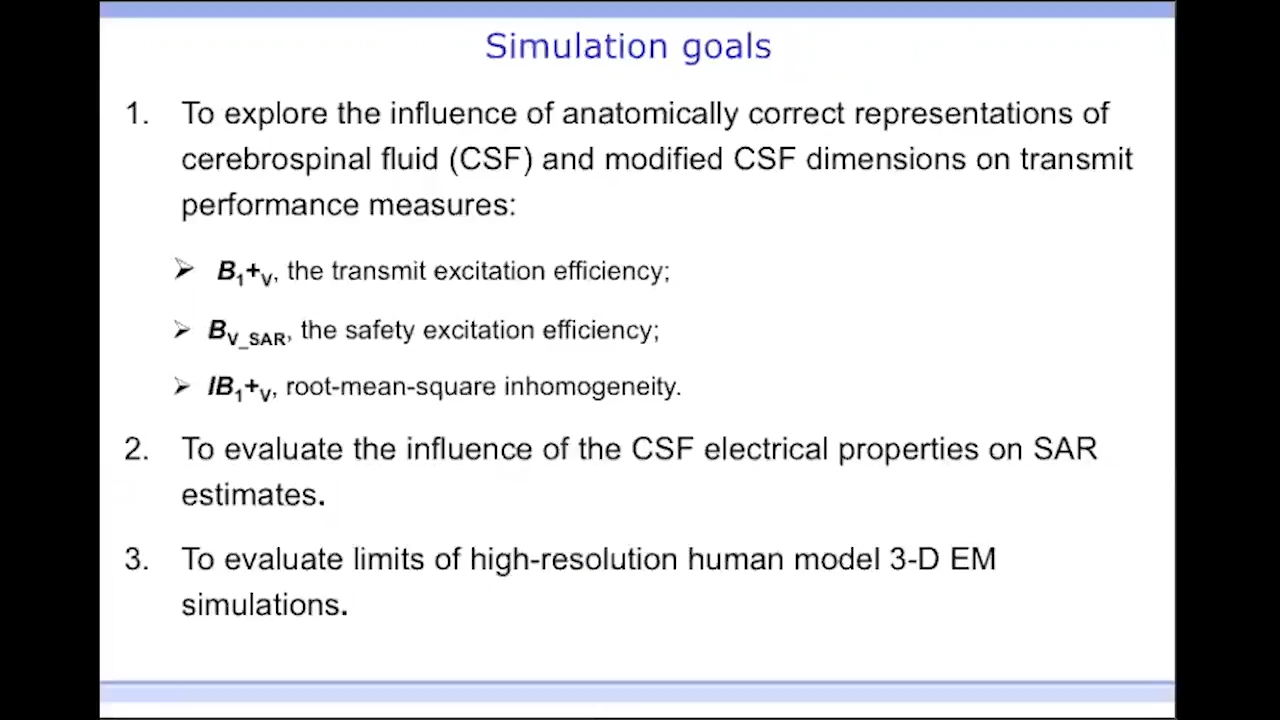 Simulation goals
1. To explore the influence of anatomically correct representations of
cerebrospinal fluid (CSF) and modified CSF dimensions on transmit
performance measures:
➢ B1+V, the transmit excitation efficiency;
➢ BV_SAR, the safety excitation efficiency;
➢ IB1+V, root-mean-square inhomogeneity.
2. To evaluate the influence of the CSF electrical properties on SAR
estimates.
3. To evaluate limits of high-resolution human model 3-D EM
simulations.